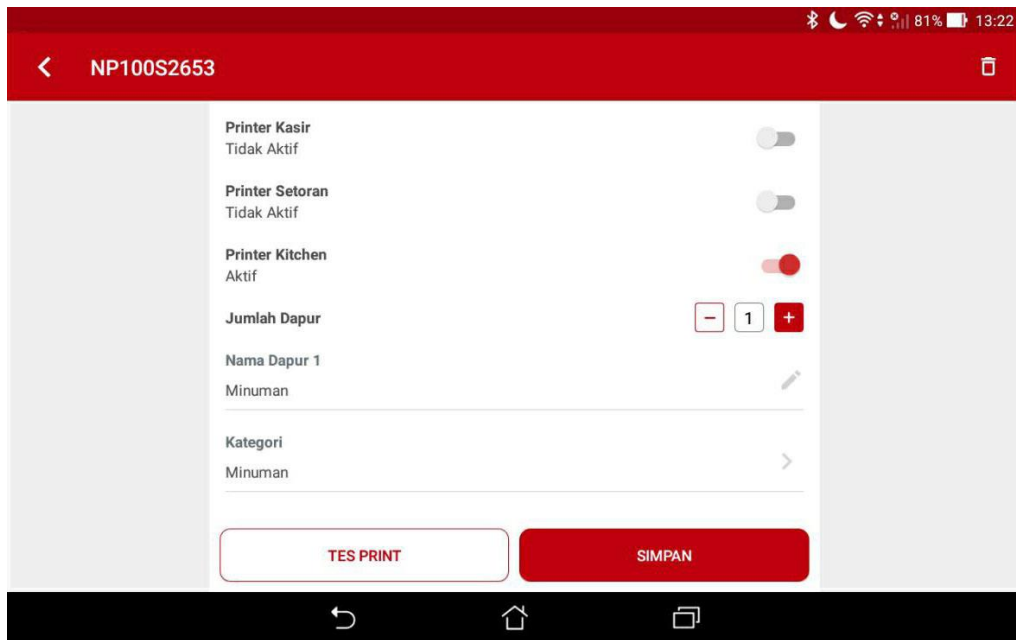 81% 13:22
NP100S2653
Printer Kasir
Tidak Aktif
Printer Setoran
Tidak Aktif
Printer Kitchen
Aktif
Jumlah Dapur
− 1 +
Nama Dapur 1
Minuman
Kategori
Minuman
TES PRINT SIMPAN